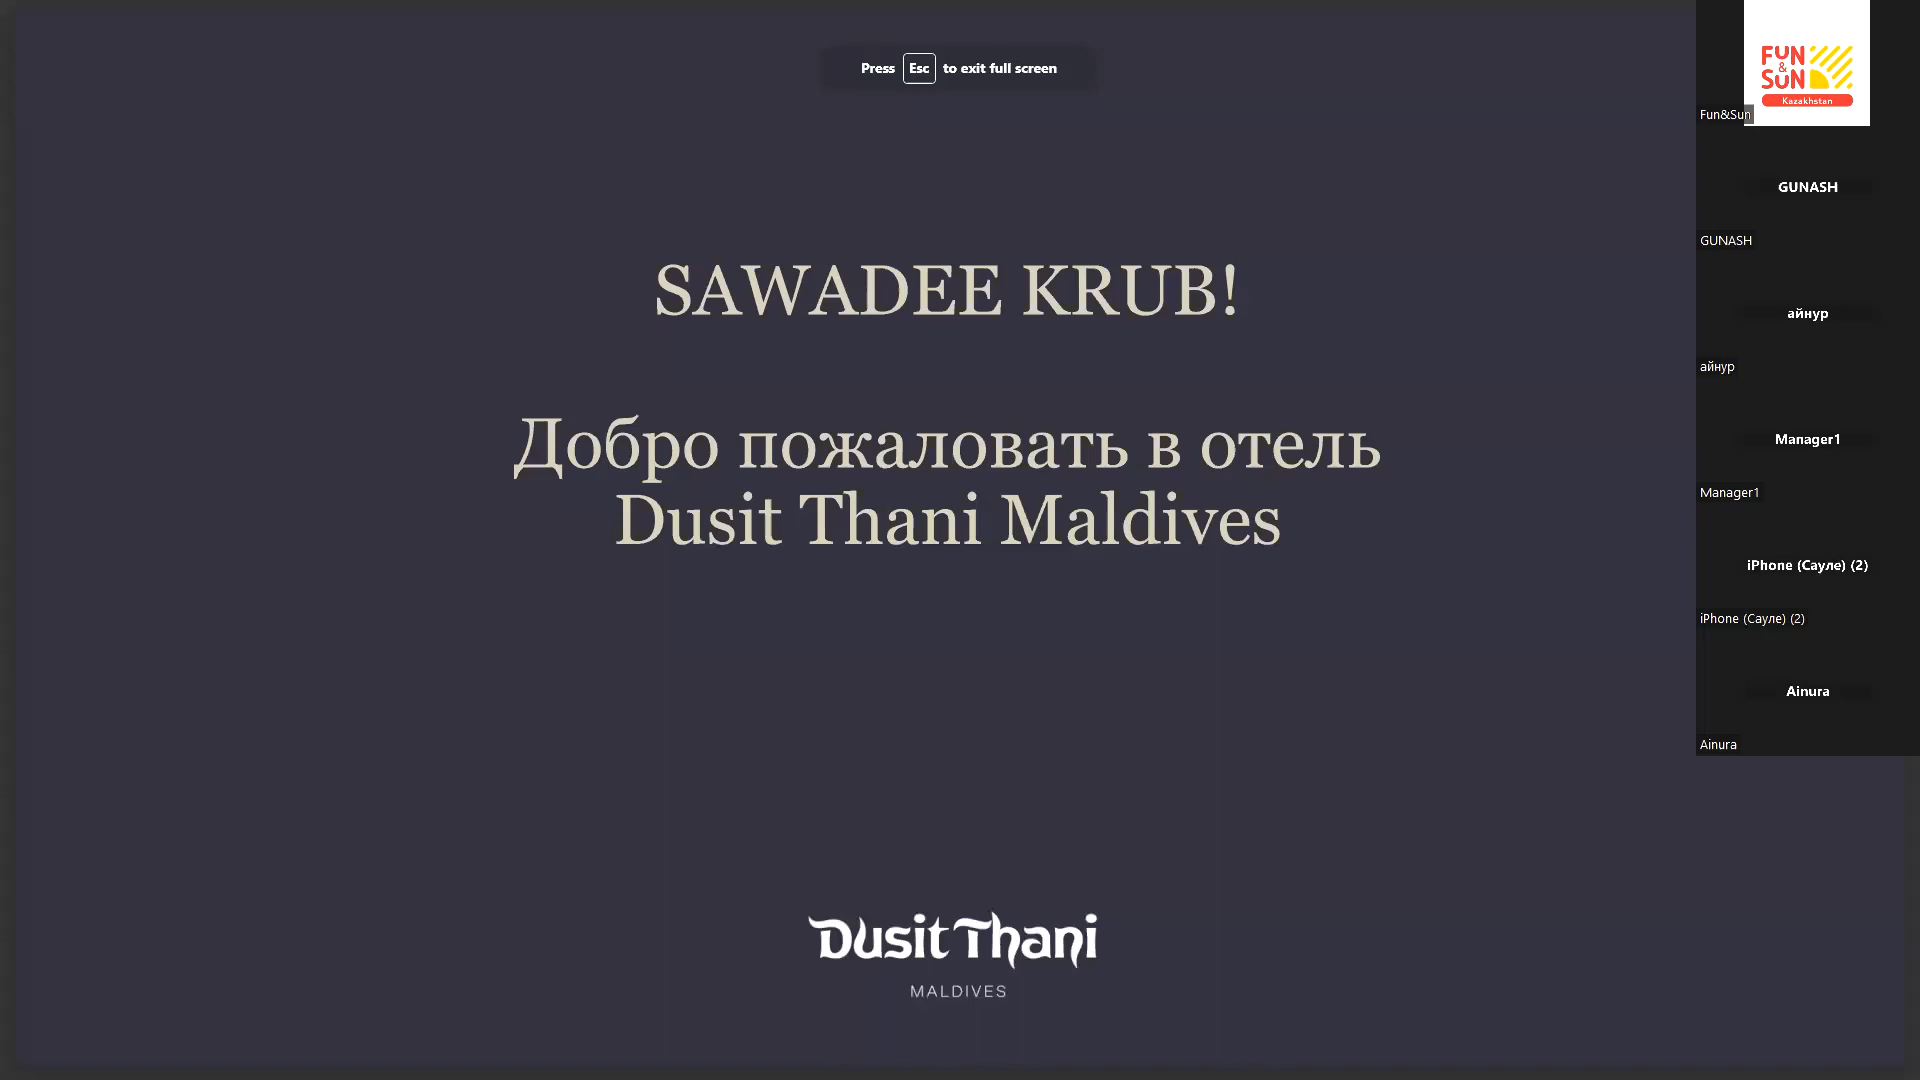 Press Esc to exit full screen
SAWADEE KRUB!
Добро пожаловать в отель
Dusit Thani Maldives
Dusit Thani
MALDIVES
FUN
&
SUN
Kazakhstan
Fun&Sun
GUNASH
GUNASH
айнур
айнур
Manager1
Manager1
iPhone (Сауле) (2)
iPhone (Сауле) (2)
Ainura
Ainura